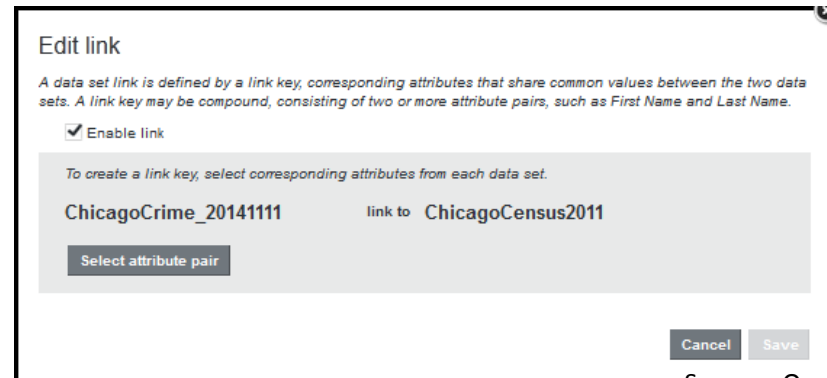 Edit link
A data set link is defined by a link key, corresponding attributes that share common values between the two data
sets. A link key may be compound, consisting of two or more attribute pairs, such as First Name and Last Name.
Enable link
To create a link key, select corresponding attributes from each data set.
ChicagoCrime_20141111 link to ChicagoCensus2011
Select attribute pair
Cancel Save